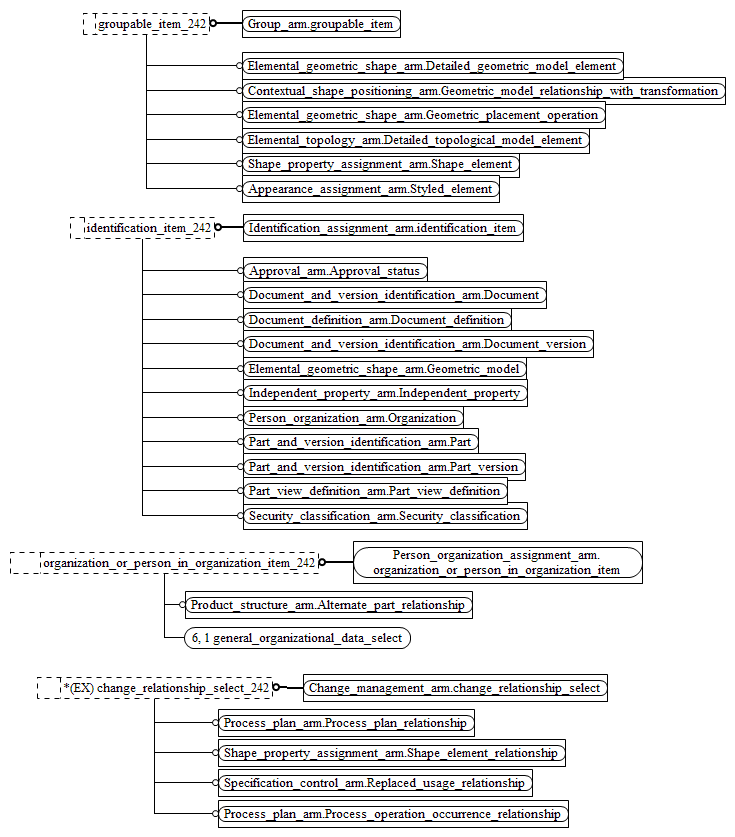 groupable_item_242
Group_arm.groupable_item
Elemental_geometric_shape_arm.Detailed_geometric_model_element
Contextual_shape_positioning_arm.Geometric_model_relationship_with_transformation
Elemental_geometric_shape_arm.Geometric_placement_operation
Elemental_topology_arm.Detailed_topological_model_element
Shape_property_assignment_arm.Shape_element
Appearance_assignment_arm.Styled_element
identification_item_242
Identification_assignment_arm.identification_item
Approval_arm.Approval_status
Document_and_version_identification_arm.Document
Document_definition_arm.Document_definition
Document_and_version_identification_arm.Document_version
Elemental_geometric_shape_arm.Geometric_model
Independent_property_arm.Independent_property
Person_organization_arm.Organization
Part_and_version_identification_arm.Part
Part_and_version_identification_arm.Part_version
Part_view_definition_arm.Part_view_definition
Security_classification_arm.Security_classification
organization_or_person_in_organization_item_242
Person_organization_assignment_arm.
organization_or_person_in_organization_item
Product_structure_arm.Alternate_part_relationship
6, 1 general_organizational_data_select
*(EX) change_relationship_select_242
Change_management_arm.change_relationship_select
Process_plan_arm.Process_plan_relationship
Shape_property_assignment_arm.Shape_element_relationship
Specification_control_arm.Replaced_usage_relationship
Process_plan_arm.Process_operation_occurrence_relationship